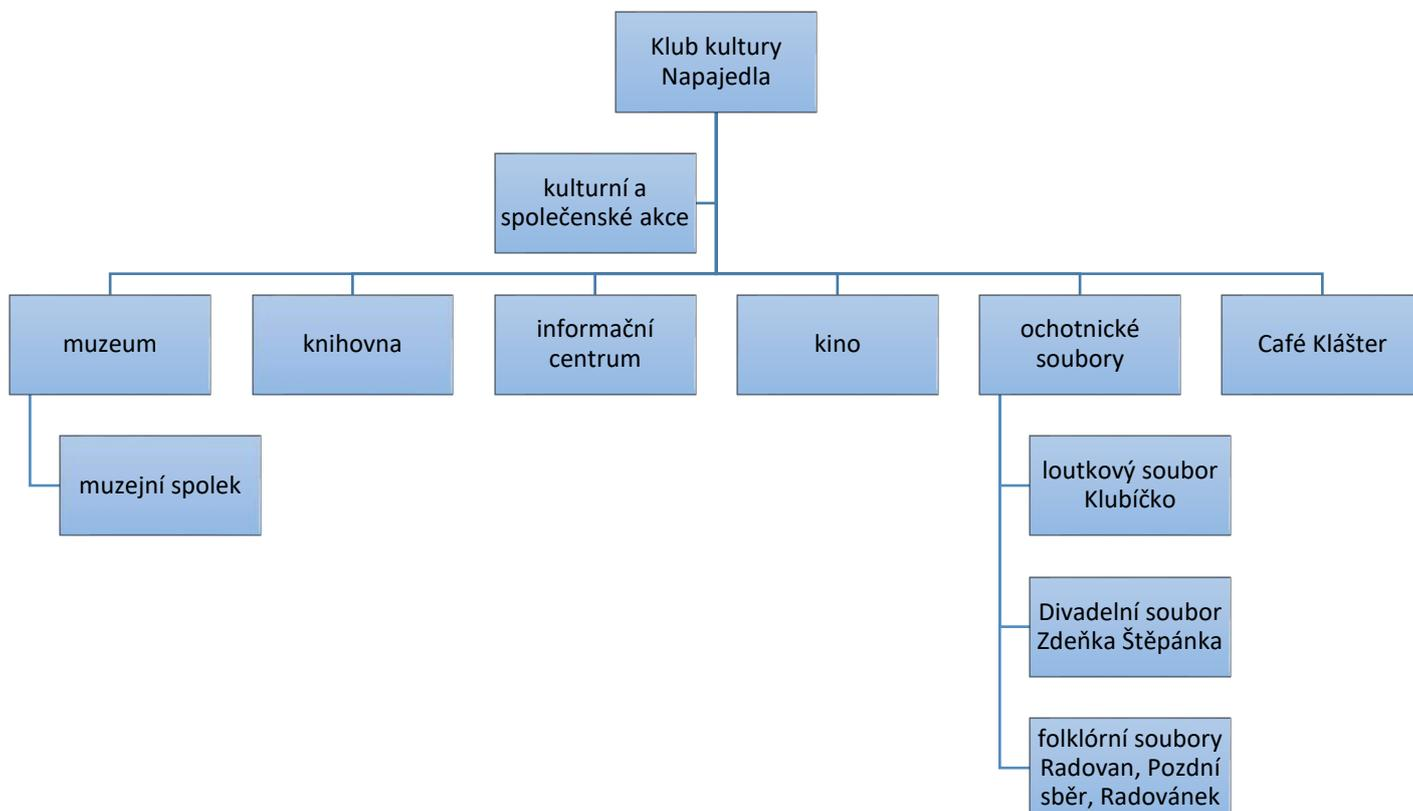 Klub kultury
Napajedla
kulturní a
společenské akce
muzeum
knihovna
informační
centrum
kino
ochotnické
soubory
Café Klášter
muzejní spolek
loutkový soubor
Klubíčko
Divadelní soubor
Zdeňka Štěpánka
folklórní soubory
Radovan, Pozdní
sběr, Radovánek